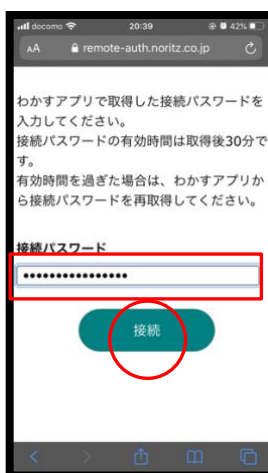 docomo 20:39 42%
AA remote-auth.noritz.co.jp
わかすアプリで取得した接続パスワードを
入力してください。
接続パスワードの有効時間は取得後30分で
す。
有効時間を過ぎた場合は、わかすアプリか
ら接続パスワードを再取得してください。
接続パスワード
••••••••••••••••
接続